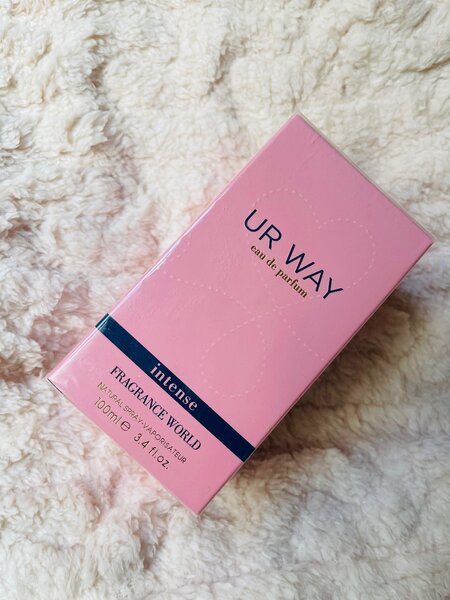 UR WAY
eau de parfum
intense
FRAGRANCE WORLD
NATURAL SPRAY-VAPORISATEUR
100ml℮ 3.4 fl.oz.